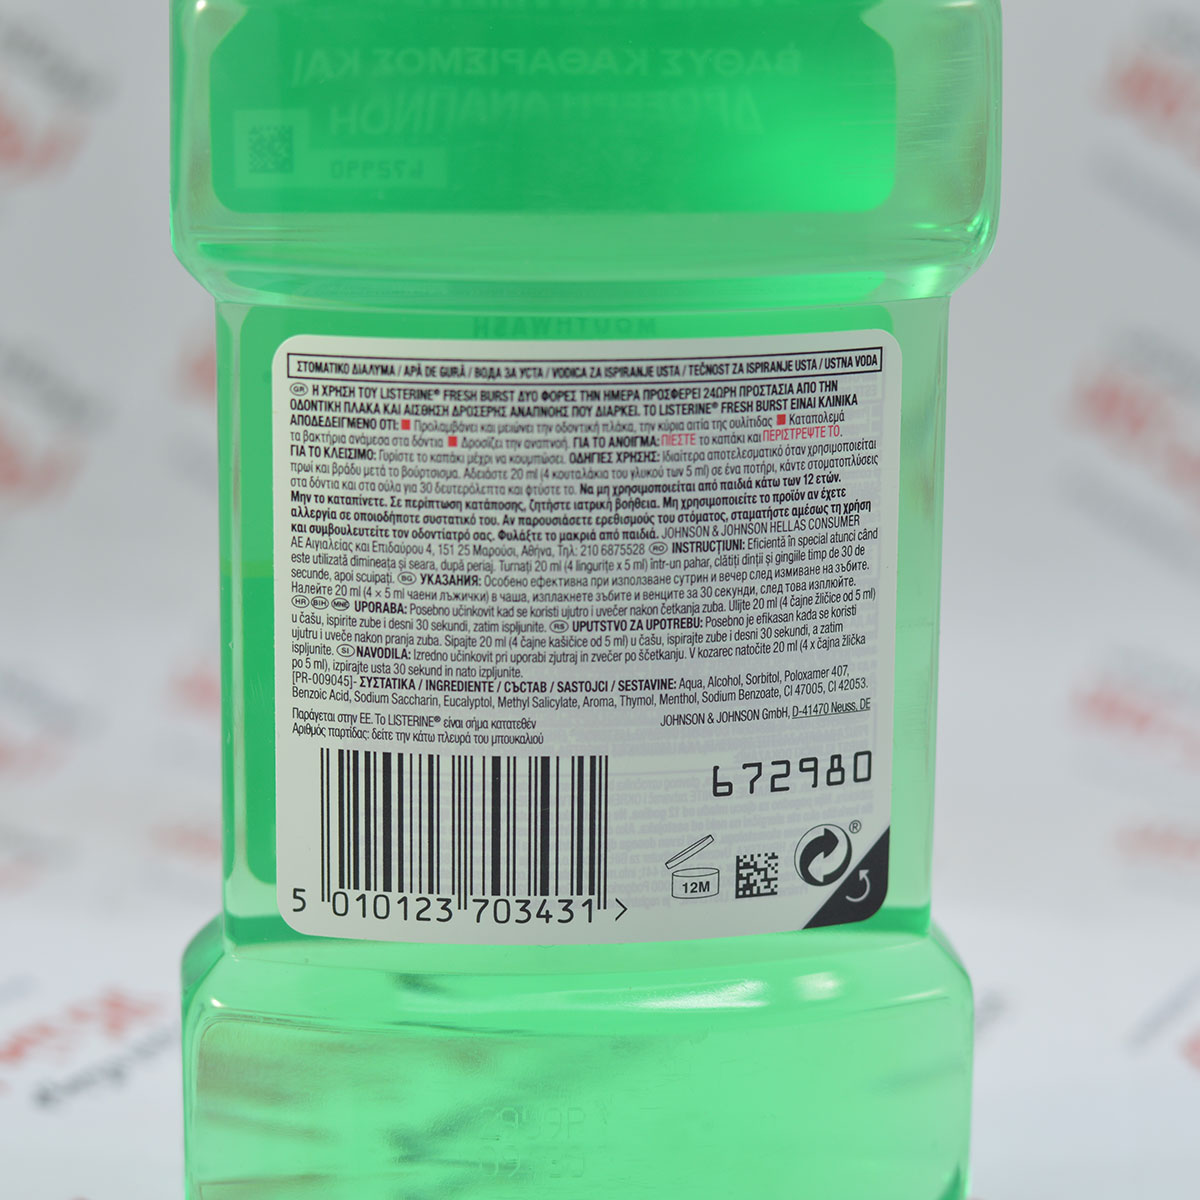 ΒΑΘΥΣ ΚΑΘΑΡΙΣΜΟΣ ΚΑΙ
ΔΡΟΣΕΡΗ ΑΝΑΠΝΟΗ
672990
MOUTHWASH
ΣΤΟΜΑΤΙΚΟ ΔΙΑΛΥΜΑ / APĂ DE GURĂ / ВОДА ЗА УСТА / VODICA ZA ISPIRANJE USTA / TEČNOST ZA ISPIRANJE USTA / USTNA VODA
GR Η ΧΡΗΣΗ ΤΟΥ LISTERINE® FRESH BURST ΔΥΟ ΦΟΡΕΣ ΤΗΝ ΗΜΕΡΑ ΠΡΟΣΦΕΡΕΙ 24ΩΡΗ ΠΡΟΣΤΑΣΙΑ ΑΠΟ ΤΗΝ
ΟΔΟΝΤΙΚΗ ΠΛΑΚΑ ΚΑΙ ΑΙΣΘΗΣΗ ΔΡΟΣΕΡΗΣ ΑΝΑΠΝΟΗΣ ΠΟΥ ΔΙΑΡΚΕΙ. ΤΟ LISTERINE® FRESH BURST ΕΙΝΑΙ ΚΛΙΝΙΚΑ
ΑΠΟΔΕΔΕΙΓΜΕΝΟ ΟΤΙ: ■ Προλαμβάνει και μειώνει την οδοντική πλάκα, την κύρια αιτία της ουλίτιδας ■ Καταπολεμά
τα βακτήρια ανάμεσα στα δόντια ■ Δροσίζει την αναπνοή. ΓΙΑ ΤΟ ΑΝΟΙΓΜΑ: ΠΙΕΣΤΕ το καπάκι και ΠΕΡΙΣΤΡΕΨΤΕ ΤΟ.
ΓΙΑ ΤΟ ΚΛΕΙΣΙΜΟ: Γυρίστε το καπάκι μέχρι να κουμπώσει. ΟΔΗΓΙΕΣ ΧΡΗΣΗΣ: Ιδιαίτερα αποτελεσματικό όταν χρησιμοποιείται
πρωί και βράδυ μετά το βούρτσισμα. Αδειάστε 20 ml (4 κουταλάκια του γλυκού των 5 ml) σε ένα ποτήρι, κάντε στοματοπλύσεις
στα δόντια και στα ούλα για 30 δευτερόλεπτα και φτύστε το. Να μη χρησιμοποιείται από παιδιά κάτω των 12 ετών.
Μην το καταπίνετε. Σε περίπτωση κατάποσης, ζητήστε ιατρική βοήθεια. Μη χρησιμοποιείτε το προϊόν αν έχετε
αλλεργία σε οποιοδήποτε συστατικό του. Αν παρουσιάσετε ερεθισμούς του στόματος, σταματήστε αμέσως τη χρήση
και συμβουλευτείτε τον οδοντίατρό σας. Φυλάξτε το μακριά από παιδιά. JOHNSON & JOHNSON HELLAS CONSUMER
ΑΕ Αιγιαλείας και Επιδαύρου 4, 151 25 Μαρούσι, Αθήνα, Τηλ: 210 6875528 RO INSTRUCȚIUNI: Eficientă în special atunci când
este utilizată dimineața și seara, după periaj. Turnați 20 ml (4 lingurițe x 5 ml) într-un pahar, clătiți dinții și gingiile timp de 30 de
secunde, apoi scuipați. BG УКАЗАНИЯ: Особено ефективна при използване сутрин и вечер след измиване на зъбите.
Налейте 20 ml (4 × 5 ml чаени лъжички) в чаша, изплакнете зъбите и венците за 30 секунди, след това изплюйте.
HR BIH MNE UPORABA: Posebno učinkovit kad se koristi ujutro i uvečer nakon četkanja zuba. Ulijte 20 ml (4 čajne žličice od 5 ml)
u čašu, ispirite zube i desni 30 sekundi, zatim ispljunite. RS UPUTSTVO ZA UPOTREBU: Posebno je efikasan kada se koristi
ujutru i uveče nakon pranja zuba. Sipajte 20 ml (4 čajne kašičice od 5 ml) u čašu, ispirajte zube i desni 30 sekundi, a zatim
ispljunite. SI NAVODILA: Izredno učinkovit pri uporabi zjutraj in zvečer po ščetkanju. V kozarec natočite 20 ml (4 x čajna žlička
po 5 ml), izpirajte usta 30 sekund in nato izpljunite.
[PR-009045]- ΣΥΣΤΑΤΙΚΑ / INGREDIENTE / СЪСТАВ / SASTOJCI / SESTAVINE: Aqua, Alcohol, Sorbitol, Poloxamer 407,
Benzoic Acid, Sodium Saccharin, Eucalyptol, Methyl Salicylate, Aroma, Thymol, Menthol, Sodium Benzoate, CI 47005, CI 42053.
Παράγεται στην ΕΕ. Το LISTERINE® είναι σήμα κατατεθέν
JOHNSON & JOHNSON GmbH, D-41470 Neuss, DE
Αριθμός παρτίδας: δείτε την κάτω πλευρά του μπουκαλιού
672980
12M
®
5 010123 703431 >